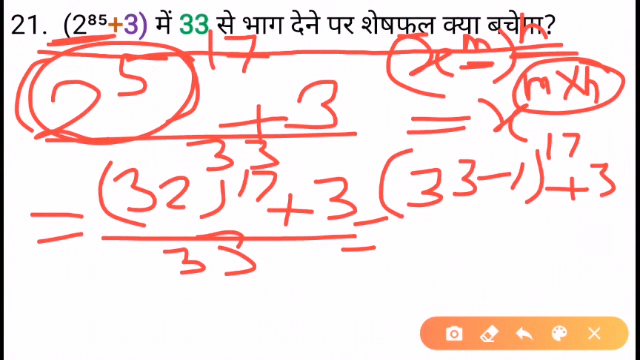 21. (2⁸⁵+3) में 33 से भाग देने पर शेषफल क्या बचेगा?
(2⁵)¹⁷ + 3 / 33
(xᵐ)ⁿ = x^(m×n)
= (32)¹⁷ + 3 / 33 = (33-1)¹⁷ + 3